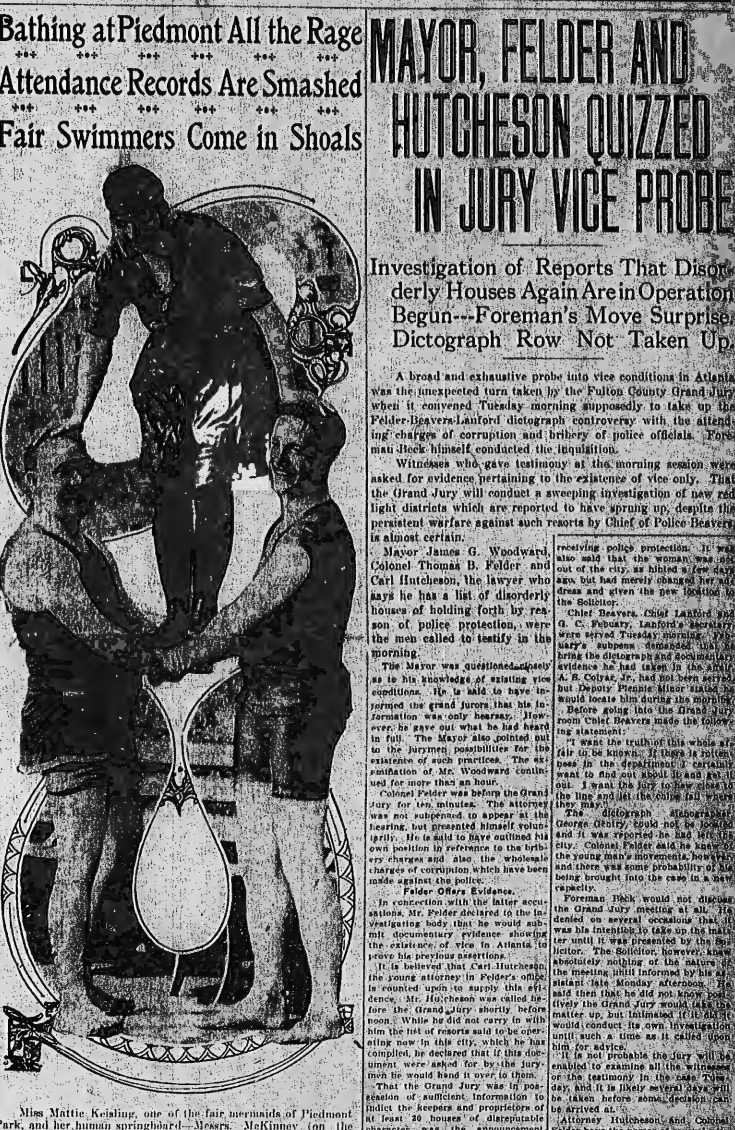 Bathing at Piedmont All the Rage
Attendance Records Are Smashed
Fair Swimmers Come in Shoals
Miss Mattie Keisling, one of the fair mermaids of Piedmont
Park, and her human springboard—Messrs. McKinney (on the
MAYOR, FELDER AND
HUTCHESON QUIZZED
IN JURY VICE PROBE
Investigation of Reports That Disor-
derly Houses Again Are in Operation
Begun---Foreman's Move Surprise.
Dictograph Row Not Taken Up.
A broad and exhaustive probe into vice conditions in Atlanta
was the unexpected turn taken by the Fulton County Grand Jury
when it convened Tuesday morning supposedly to take up the
Felder-Beavers-Lanford dictograph controversy with the attend-
ing charges of corruption and bribery of police officials. Fore-
man Beck himself conducted the inquisition.
Witnesses who gave testimony at the morning session were
asked for evidence pertaining to the existence of vice only. That
the Grand Jury will conduct a sweeping investigation of new red
light districts which are reported to have sprung up, despite the
persistent warfare against such resorts by Chief of Police Beavers,
is almost certain.
Mayor James G. Woodward,
Colonel Thomas B. Felder and
Carl Hutcheson, the lawyer who
says he has a list of disorderly
houses of holding forth by rea-
son of police protection, were
the men called to testify in the
morning.
The Mayor was questioned closely
as to his knowledge of existing vice
conditions. He is said to have in-
formed the grand jurors that his in-
formation was only hearsay. How-
ever, he gave out what he had heard
in full. The Mayor also pointed out
to the jurymen possibilities for the
existence of such practices. The ex-
amination of Mr. Woodward contin-
ued for more than an hour.
Colonel Felder was before the Grand
Jury for ten minutes. The attorney
was not subpenaed to appear at the
hearing, but presented himself volun-
tarily. He is said to have outlined his
own position in reference to the brib-
ery charges and also the wholesale
charges of corruption which have been
made against the police.
Felder Offers Evidence.
In connection with the latter accu-
sations, Mr. Felder declared to the in-
vestigating body that he would sub-
mit documentary evidence showing
the existence of vice in Atlanta to
prove his previous assertions.
It is believed that Carl Hutcheson,
the young attorney in Felder's office,
is counted upon to supply this evi-
dence. Mr. Hutcheson was called be-
fore the Grand Jury shortly before
noon. While he did not carry in with
him the list of resorts said to be oper-
ating now in this city, which he has
compiled, he declared that if this doc-
ument were asked for by the jury-
men he would hand it over to them.
That the Grand Jury was in pos-
session of sufficient information to
indict the keepers and proprietors of
at least 20 houses of disreputable
character was the announcement
receiving police protection. It was
also said that the woman was not
out of the city, as hinted a few days
ago, but had merely changed her ad-
dress and given the new location to
the Solicitor.
Chief Beavers, Chief Lanford and
G. C. Febuary, Lanford's secretary,
were served Tuesday morning. Feb-
uary's subpena demanded that he
bring the dictograph and documentary
evidence he had taken in the affair.
A. S. Colyar, Jr., had not been served,
but Deputy Plennie Minor stated he
would locate him during the morning.
Before going into the Grand Jury
room Chief Beavers made the follow-
ing statement:
"I want the truth of this whole af-
fair to be known. If there is rotten-
ness in the department I certainly
want to find out about it and get it
out. I want the jury to hew close to
the line and let the chips fall where
they may."
The dictograph stenographer,
George Gentry, could not be located
and it was reported he had left the
city. Colonel Felder said he knew of
the young man's movements, however,
and there was some probability of his
being brought into the case in a new
capacity.
Foreman Beck would not discuss
the Grand Jury meeting at all. He
denied on several occasions that it
was his intention to take up the mat-
ter until it was presented by the So-
licitor. The Solicitor, however, knew
absolutely nothing of the nature of
the meeting until informed by his as-
sistant late Monday afternoon. He
said then that he did not know posi-
tively the Grand Jury would take the
matter up, but intimated if it did it
would conduct its own investigation
until such a time as it called upon
him for advice.
It is not probable the jury will be
enabled to examine all the witnesses
or the testimony in the case Tues-
day, and it is likely several days will
be taken before some decision can
be arrived at.
Attorney Hutcheson and Colonel